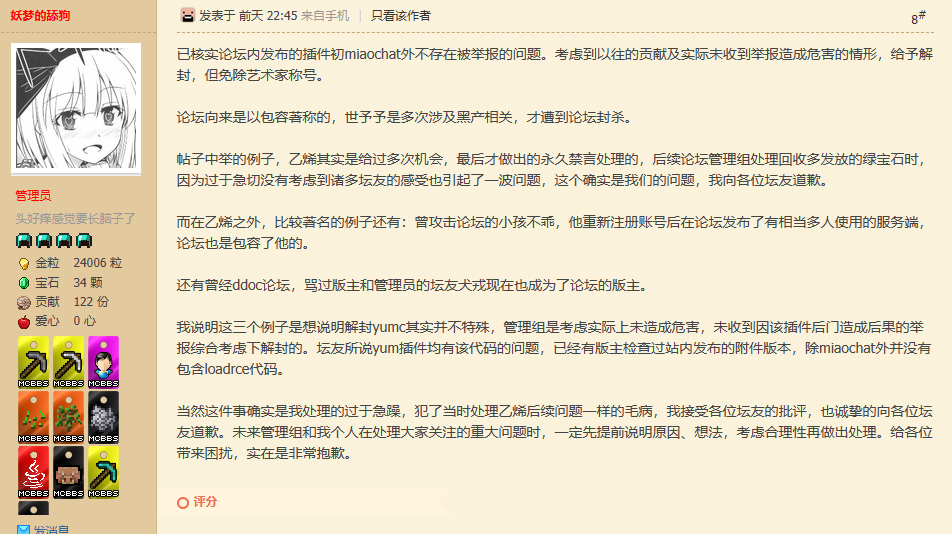 妖梦的舔狗
发表于 前天 22:45 来自手机 | 只看该作者
8#
已核实论坛内发布的插件初miaochat外不存在被举报的问题。考虑到以往的贡献及实际未收到举报造成危害的情形，给予解
封，但免除艺术家称号。
论坛向来是以包容著称的，世予予是多次涉及黑产相关，才遭到论坛封杀。
帖子中举的例子，乙烯其实是给过多次机会，最后才做出的永久禁言处理的，后续论坛管理组处理回收多发放的绿宝石时，
因为过于急切没有考虑到诸多坛友的感受也引起了一波问题，这个确实是我们的问题，我向各位坛友道歉。
而在乙烯之外，比较著名的例子还有：曾攻击论坛的小孩不乖，他重新注册账号后在论坛发布了有相当多人使用的服务端，
论坛也是包容了他的。
还有曾经ddoc论坛，骂过版主和管理员的坛友犬戎现在也成为了论坛的版主。
我说明这三个例子是想说明解封yumc其实并不特殊，管理组是考虑实际上未造成危害，未收到因该插件后门造成后果的举
报综合考虑下解封的。坛友所说yum插件均有该代码的问题，已经有版主检查过站内发布的附件版本，除miaochat外并没有
包含loadrce代码。
当然这件事确实是我处理的过于急躁，犯了当时处理乙烯后续问题一样的毛病，我接受各位坛友的批评，也诚挚的向各位坛
友道歉。未来管理组和我个人在处理大家关注的重大问题时，一定先提前说明原因、想法，考虑合理性再做出处理。给各位
带来困扰，实在是非常抱歉。
评分
管理员
头好痒感觉要长脑子了
金粒 24006 粒
宝石 34 颗
贡献 122 份
爱心 0 心
MCBBS MCBBS MCBBS
MCBBS MCBBS MCBBS
MCBBS MCBBS MCBBS
发消息